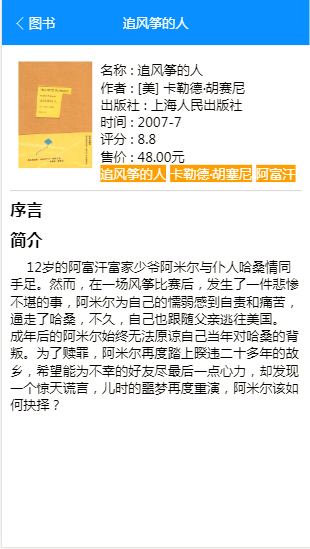 图书 追风筝的人
名称 : 追风筝的人
作者 : [美] 卡勒德·胡塞尼
出版社 : 上海人民出版社
时间 : 2007-7
评分 : 8.8
售价 : 48.00元
追风筝的人 卡勒德·胡塞尼 阿富汗
序言
简介
12岁的阿富汗富家少爷阿米尔与仆人哈桑情同
手足。然而，在一场风筝比赛后，发生了一件悲惨
不堪的事，阿米尔为自己的懦弱感到自责和痛苦，
逼走了哈桑，不久，自己也跟随父亲逃往美国。
成年后的阿米尔始终无法原谅自己当年对哈桑的背
叛。为了赎罪，阿米尔再度踏上暌违二十多年的故
乡，希望能为不幸的好友尽最后一点心力，却发现
一个惊天谎言，儿时的噩梦再度重演，阿米尔该如
何抉择？